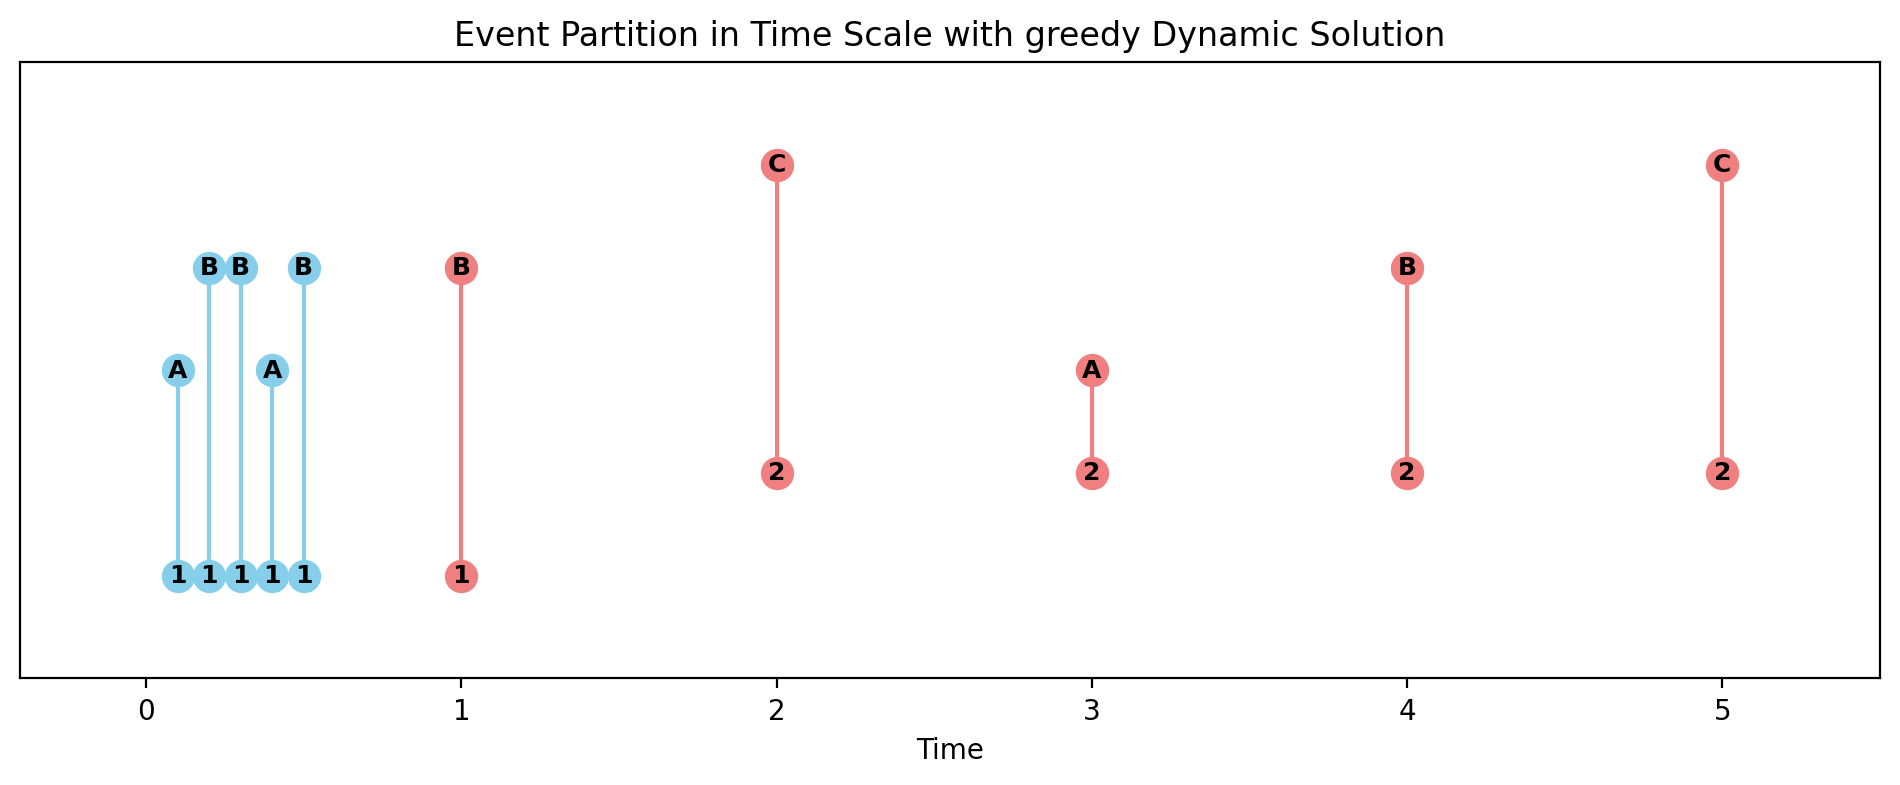 Event Partition in Time Scale with greedy Dynamic Solution
C C
B B B B B
A A A
2 2 2 2
1 1 1 1 1 1
0 1 2 3 4 5
Time